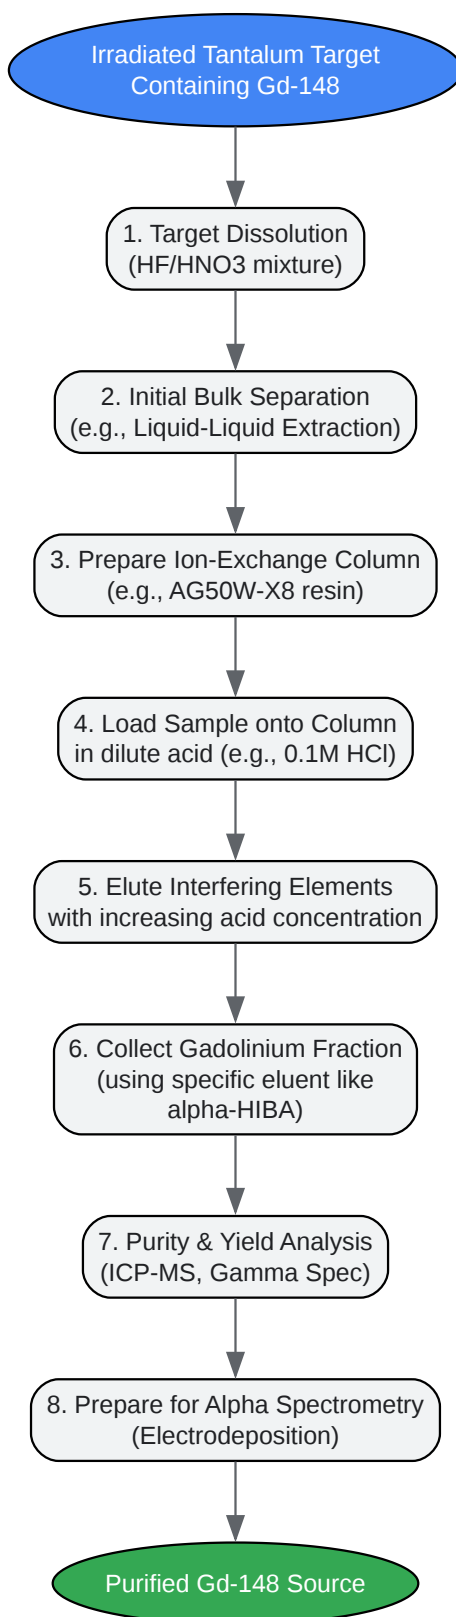 Irradiated Tantalum Target
Containing Gd-148
1. Target Dissolution
(HF/HNO3 mixture)
2. Initial Bulk Separation
(e.g., Liquid-Liquid Extraction)
3. Prepare Ion-Exchange Column
(e.g., AG50W-X8 resin)
4. Load Sample onto Column
in dilute acid (e.g., 0.1M HCl)
5. Elute Interfering Elements
with increasing acid concentration
6. Collect Gadolinium Fraction
(using specific eluent like
alpha-HIBA)
7. Purity & Yield Analysis
(ICP-MS, Gamma Spec)
8. Prepare for Alpha Spectrometry
(Electrodeposition)
Purified Gd-148 Source